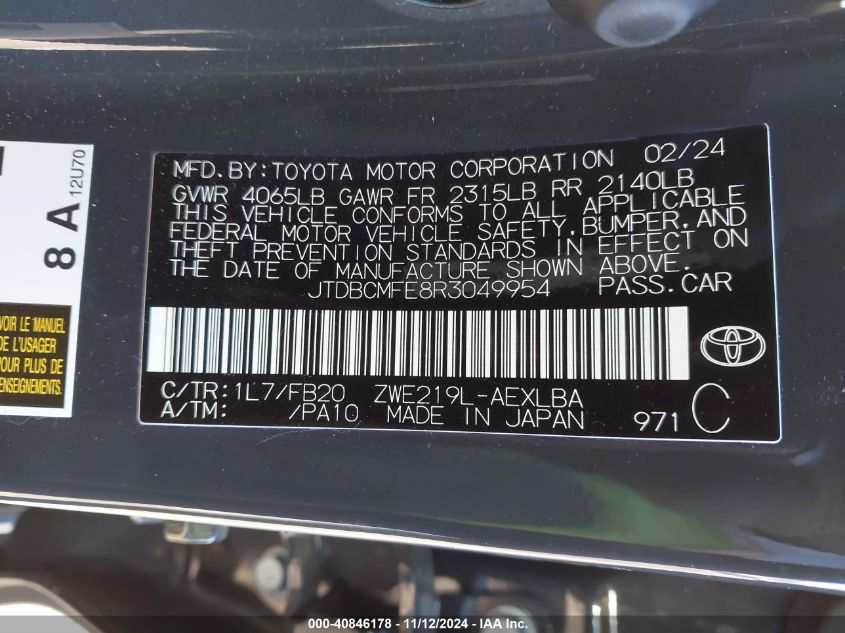 8 A 12U70
VOIR LE MANUEL
DE L'USAGER
POUR PLUS DE
RENSEIGNEMENTS.
MFD.BY:TOYOTA MOTOR CORPORATION 02/24
GVWR 4065LB GAWR FR 2315LB RR 2140LB
THIS VEHICLE CONFORMS TO ALL APPLICABLE
FEDERAL MOTOR VEHICLE SAFETY,BUMPER,AND
THEFT PREVENTION STANDARDS IN EFFECT ON
THE DATE OF MANUFACTURE SHOWN ABOVE.
JTDBCMFE8R3049954 PASS.CAR
C/TR:1L7/FB20 ZWE219L-AEXLBA
A/TM: /PA10 MADE IN JAPAN 971 C
000-40846178 - 11/12/2024 - IAA Inc.